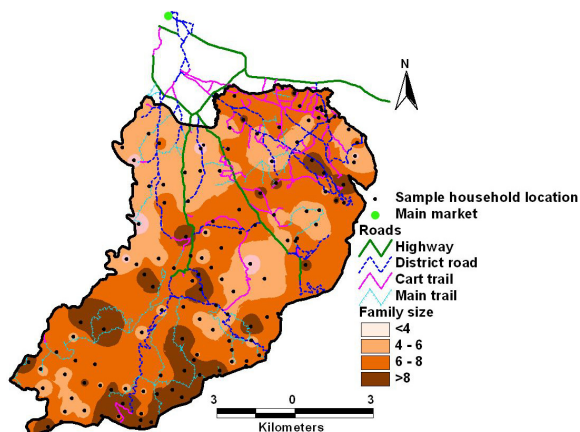 N
Sample household location
Main market
Roads
Highway
District road
Cart trail
Main trail
Family size
<4
4 - 6
6 - 8
>8
3 0 3
Kilometers